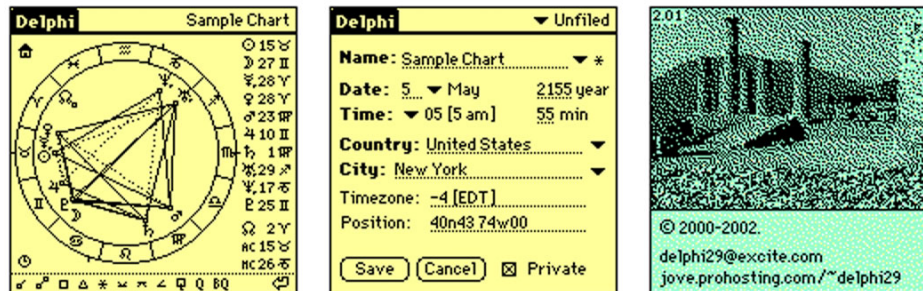 Delphi Sample Chart
☉ 15 ♉
☽ 27 ♊
☿, 28 ♈
♀ 28 ♈
♂ 23 ♍
♃ 10 ♊
♄ 1 ♍
♅, 29 ♐
♆, 17 ♑
♇ 25 ♊
☊ 2 ♈
AC 15 ♉
MC 26 ♑
Q BQ
Delphi Unfiled
Name: Sample Chart *
Date: 5 May 2155 year
Time: 05 [5 am] 55 min
Country: United States
City: New York
Timezone: -4 [EDT]
Position: 40n43 74w00
Save Cancel Private
2.01
© 2000-2002.
delphi29@excite.com
jove.prohosting.com/~delphi29